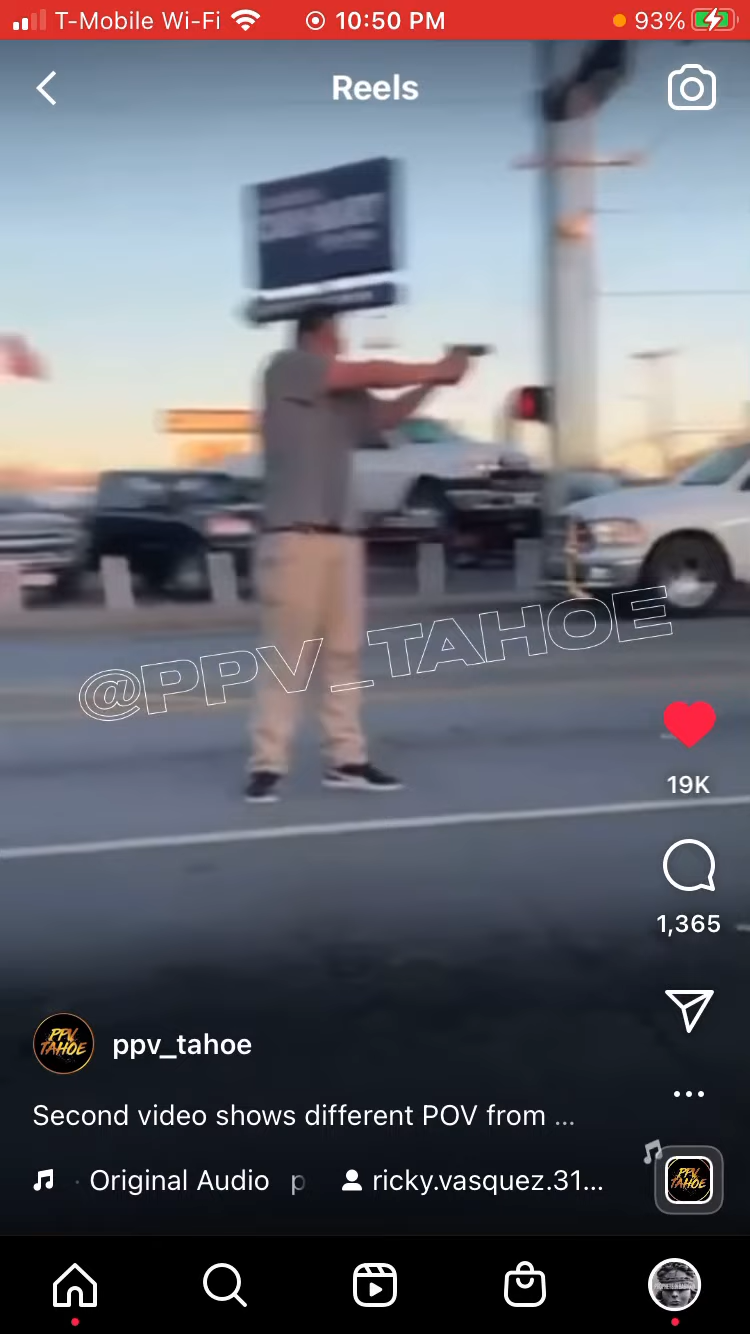 T-Mobile Wi-Fi 10:50 PM 93%
Reels
@PPV_TAHOE
19K
1,365
PPV TAHOE
ppv_tahoe
Second video shows different POV from ...
· Original Audio p ricky.vasquez.31...
PPV TAHOE